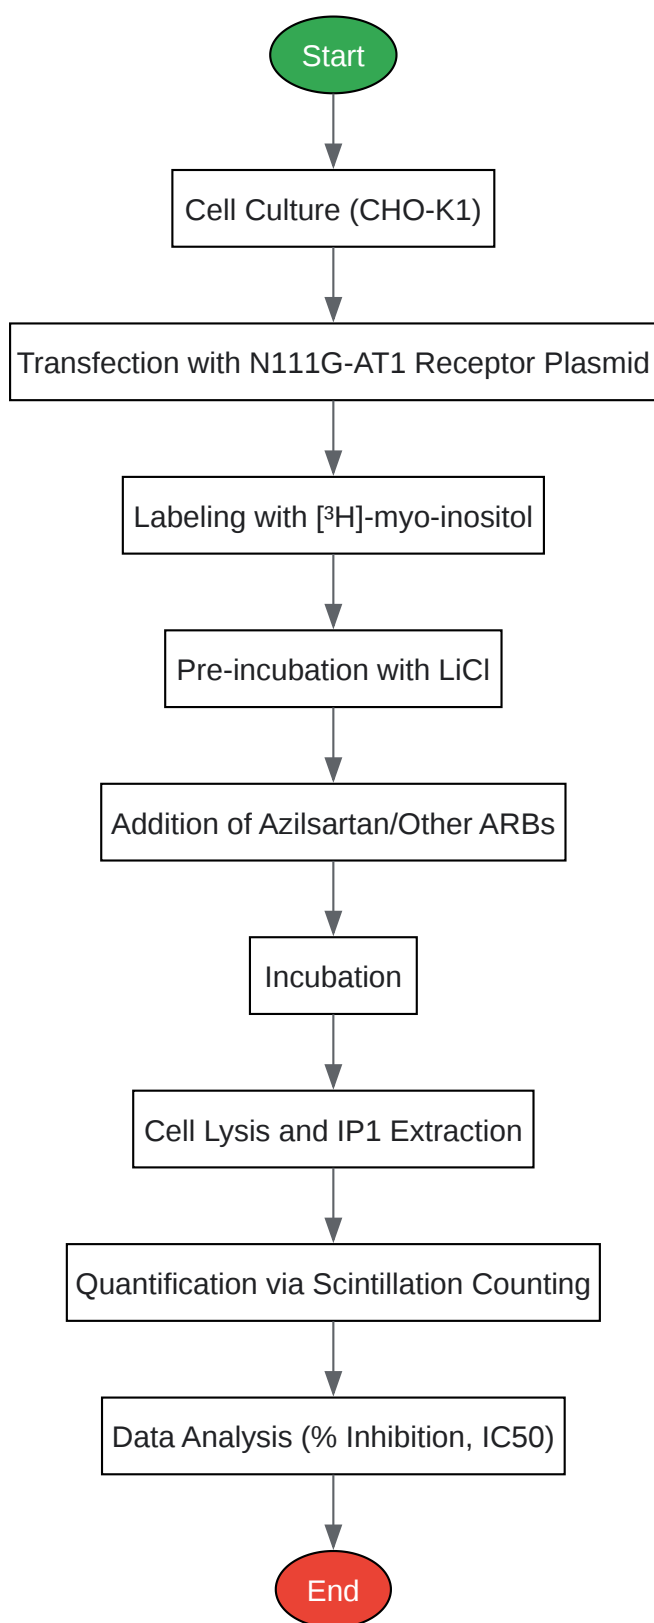 Start
Cell Culture (CHO-K1)
Transfection with N111G-AT1 Receptor Plasmid
Labeling with [³H]-myo-inositol
Pre-incubation with LiCl
Addition of Azilsartan/Other ARBs
Incubation
Cell Lysis and IP1 Extraction
Quantification via Scintillation Counting
Data Analysis (% Inhibition, IC50)
End